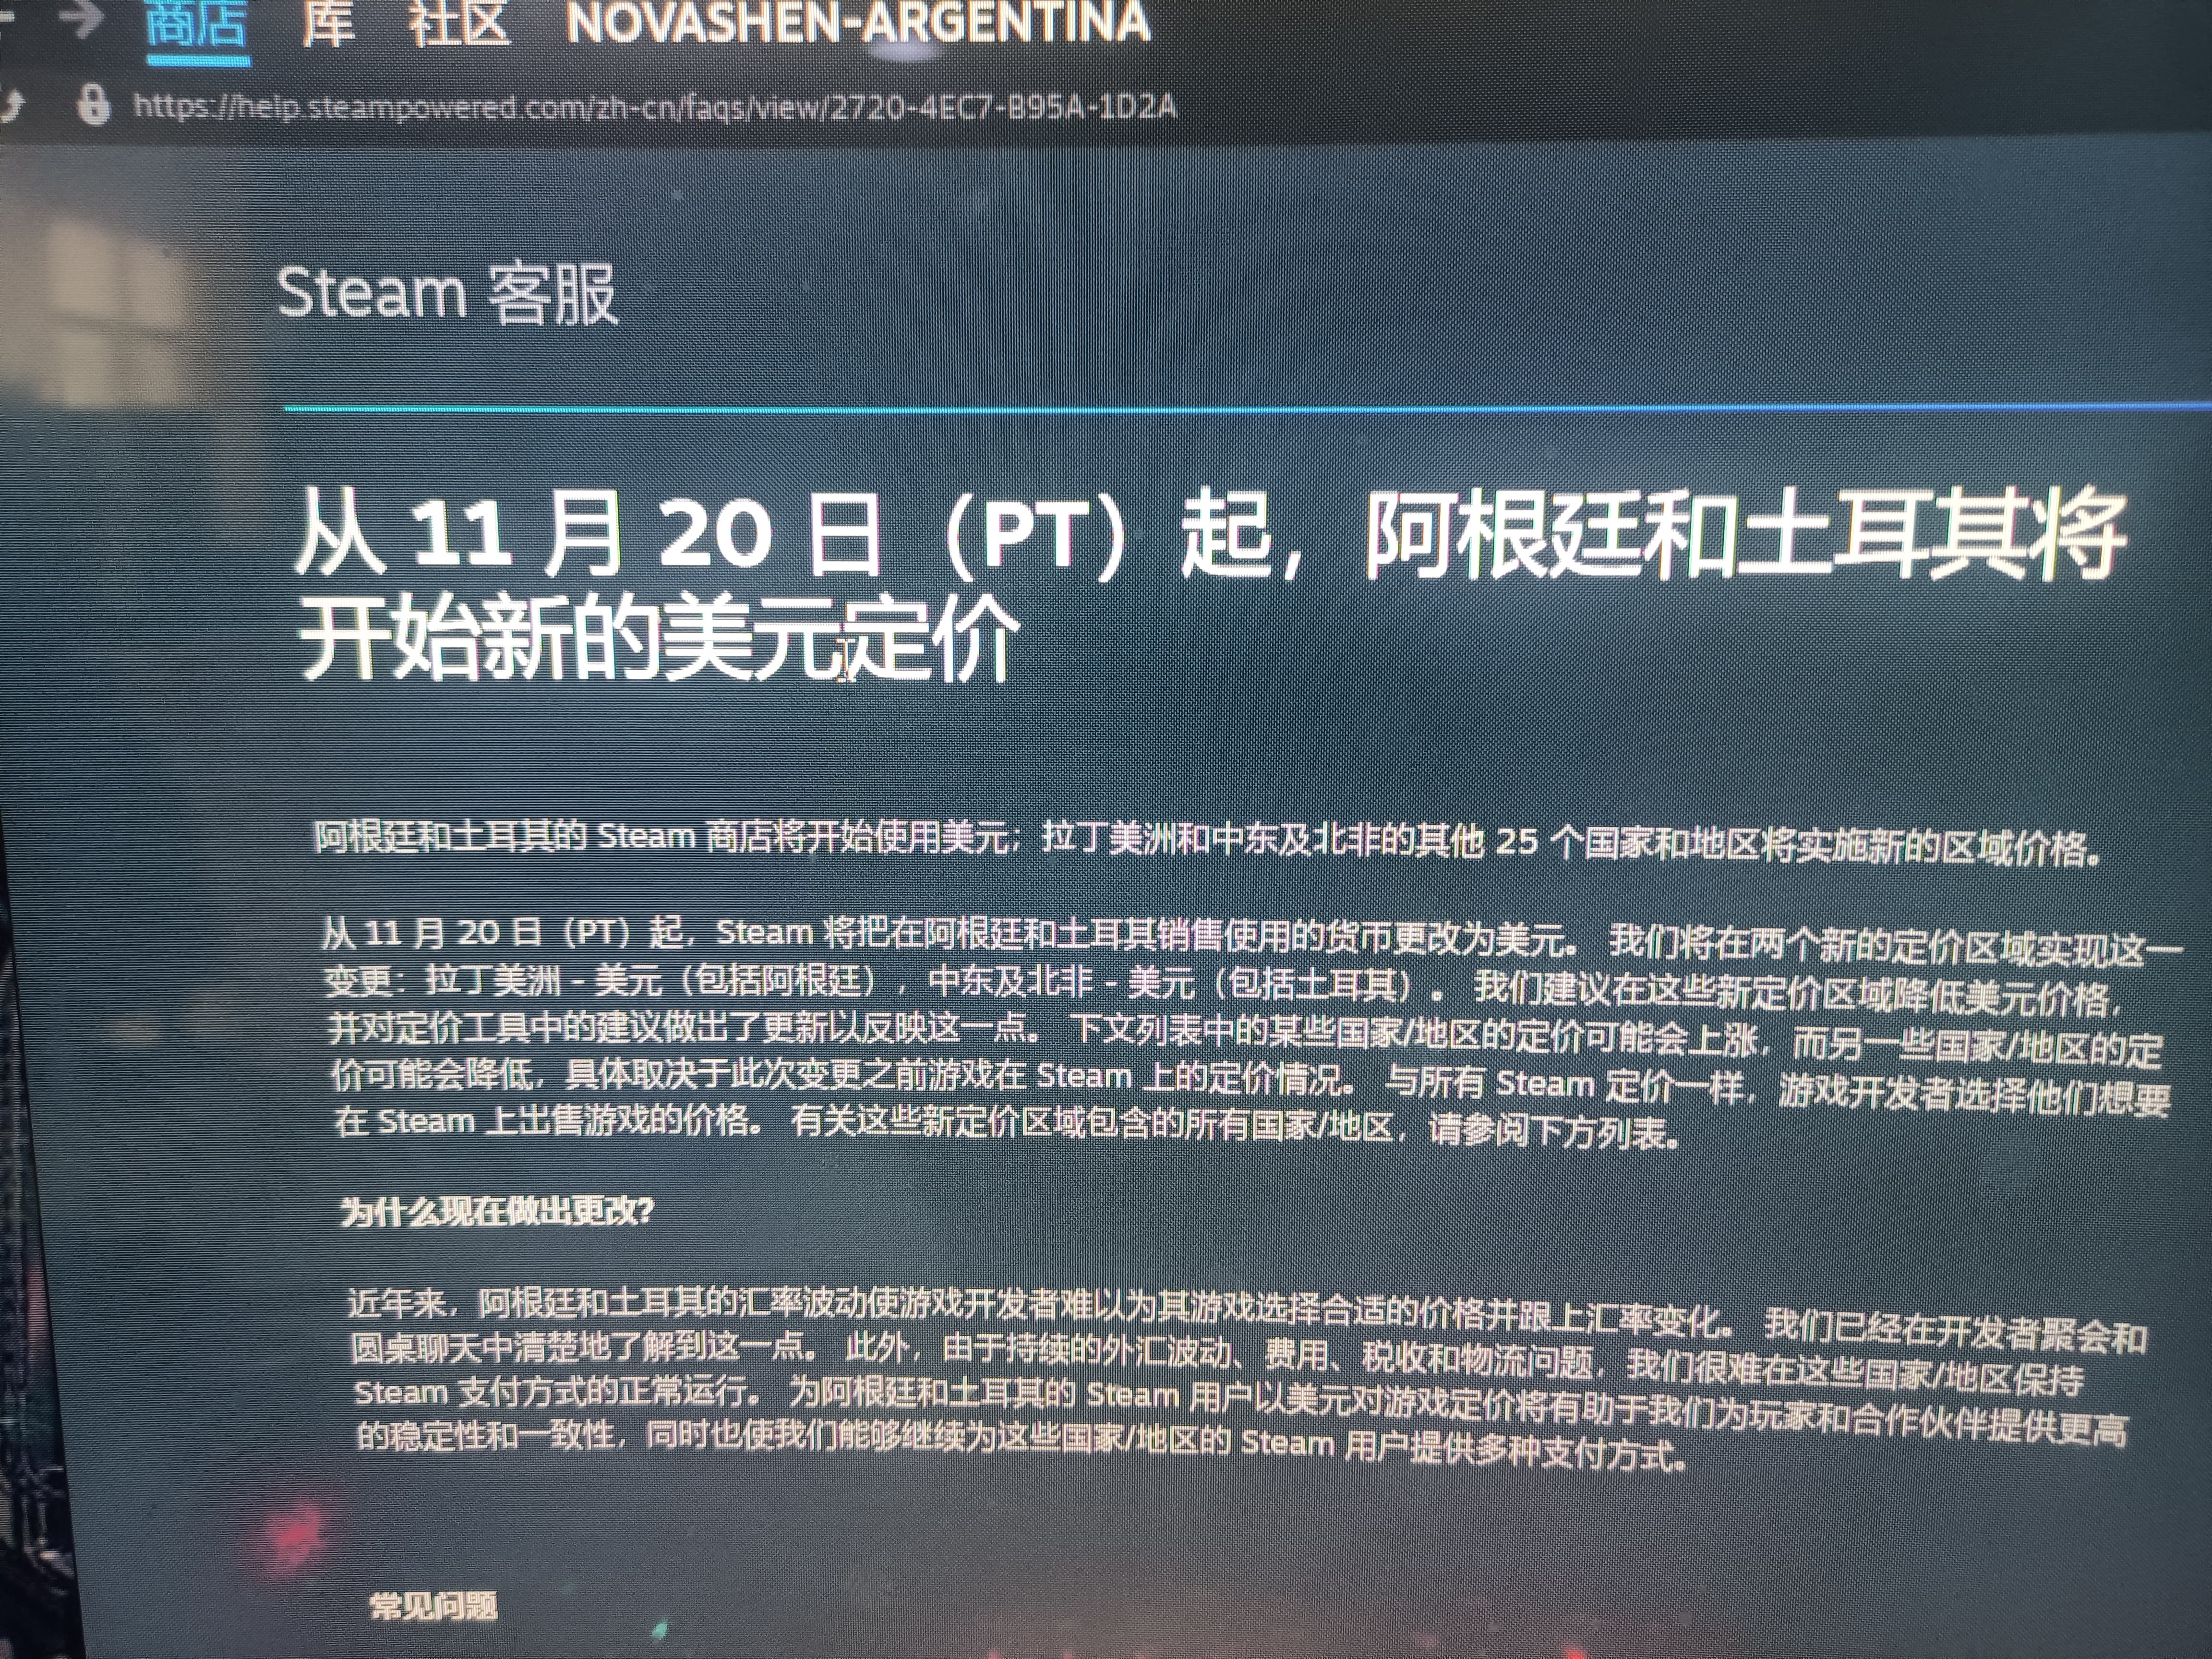 商店 库 社区 NOVASHEN-ARGENTINA
https://help.steampowered.com/zh-cn/faqs/view/2720-4EC7-B95A-1D2A
Steam 客服
从 11 月 20 日（PT）起，阿根廷和土耳其将
开始新的美元定价
阿根廷和土耳其的 Steam 商店将开始使用美元；拉丁美洲和中东及北非的其他 25 个国家和地区将实施新的区域价格。
从 11 月 20 日（PT）起，Steam 将把在阿根廷和土耳其销售使用的货币更改为美元。 我们将在两个新的定价区域实现这一
变更：拉丁美洲 - 美元（包括阿根廷），中东及北非 - 美元（包括土耳其）。 我们建议在这些新定价区域降低美元价格，
并对定价工具中的建议做出了更新以反映这一点。 下文列表中的某些国家/地区的定价可能会上涨，而另一些国家/地区的定
价可能会降低，具体取决于此次变更之前游戏在 Steam 上的定价情况。 与所有 Steam 定价一样，游戏开发者选择他们想要
在 Steam 上出售游戏的价格。 有关这些新定价区域包含的所有国家/地区，请参阅下方列表。
为什么现在做出更改？
近年来，阿根廷和土耳其的汇率波动使游戏开发者难以为其游戏选择合适的价格并跟上汇率变化。 我们已经在开发者聚会和
圆桌聊天中清楚地了解到这一点。 此外，由于持续的外汇波动、费用、税收和物流问题，我们很难在这些国家/地区保持
Steam 支付方式的正常运行。 为阿根廷和土耳其的 Steam 用户以美元对游戏定价将有助于我们为玩家和合作伙伴提供更高
的稳定性和一致性，同时也使我们能够继续为这些国家/地区的 Steam 用户提供多种支付方式。
常见问题